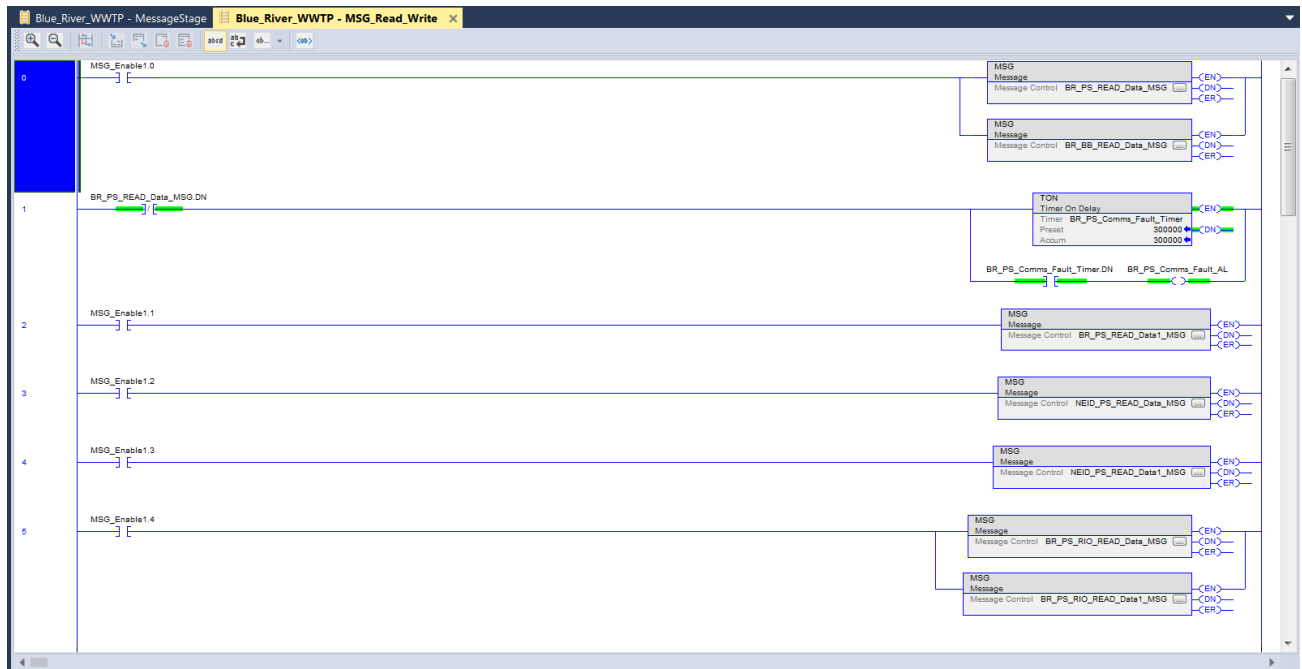 Blue_River_WWTP - MessageStage Blue_River_WWTP - MSG_Read_Write ×
abcd ab c ab... <ab>
MSG_Enable1.0
0
MSG
Message
Message Control BR_PS_READ_Data_MSG ...
EN
DN
ER
MSG
Message
Message Control BR_BB_READ_Data_MSG ...
EN
DN
ER
BR_PS_READ_Data_MSG.DN
1
TON
Timer On Delay
Timer BR_PS_Comms_Fault_Timer
Preset 300000
Accum 300000
EN
DN
BR_PS_Comms_Fault_Timer.DN BR_PS_Comms_Fault_AL
MSG_Enable1.1
2
MSG
Message
Message Control BR_PS_READ_Data1_MSG ...
EN
DN
ER
MSG_Enable1.2
3
MSG
Message
Message Control NEID_PS_READ_Data_MSG ...
EN
DN
ER
MSG_Enable1.3
4
MSG
Message
Message Control NEID_PS_READ_Data1_MSG ...
EN
DN
ER
MSG_Enable1.4
5
MSG
Message
Message Control BR_PS_RIO_READ_Data_MSG ...
EN
DN
ER
MSG
Message
Message Control BR_PS_RIO_READ_Data1_MSG ...
EN
DN
ER